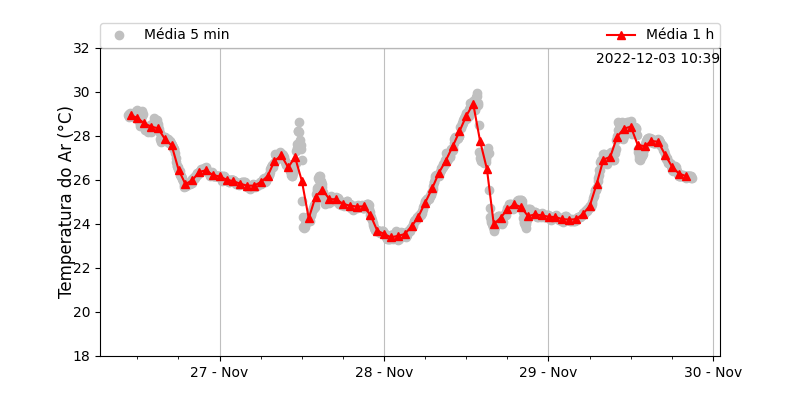 Média 5 min
Média 1 h
2022-12-03 10:39
Temperatura do Ar (°C)
32
30
28
26
24
22
20
18
27 - Nov
28 - Nov
29 - Nov
30 - Nov